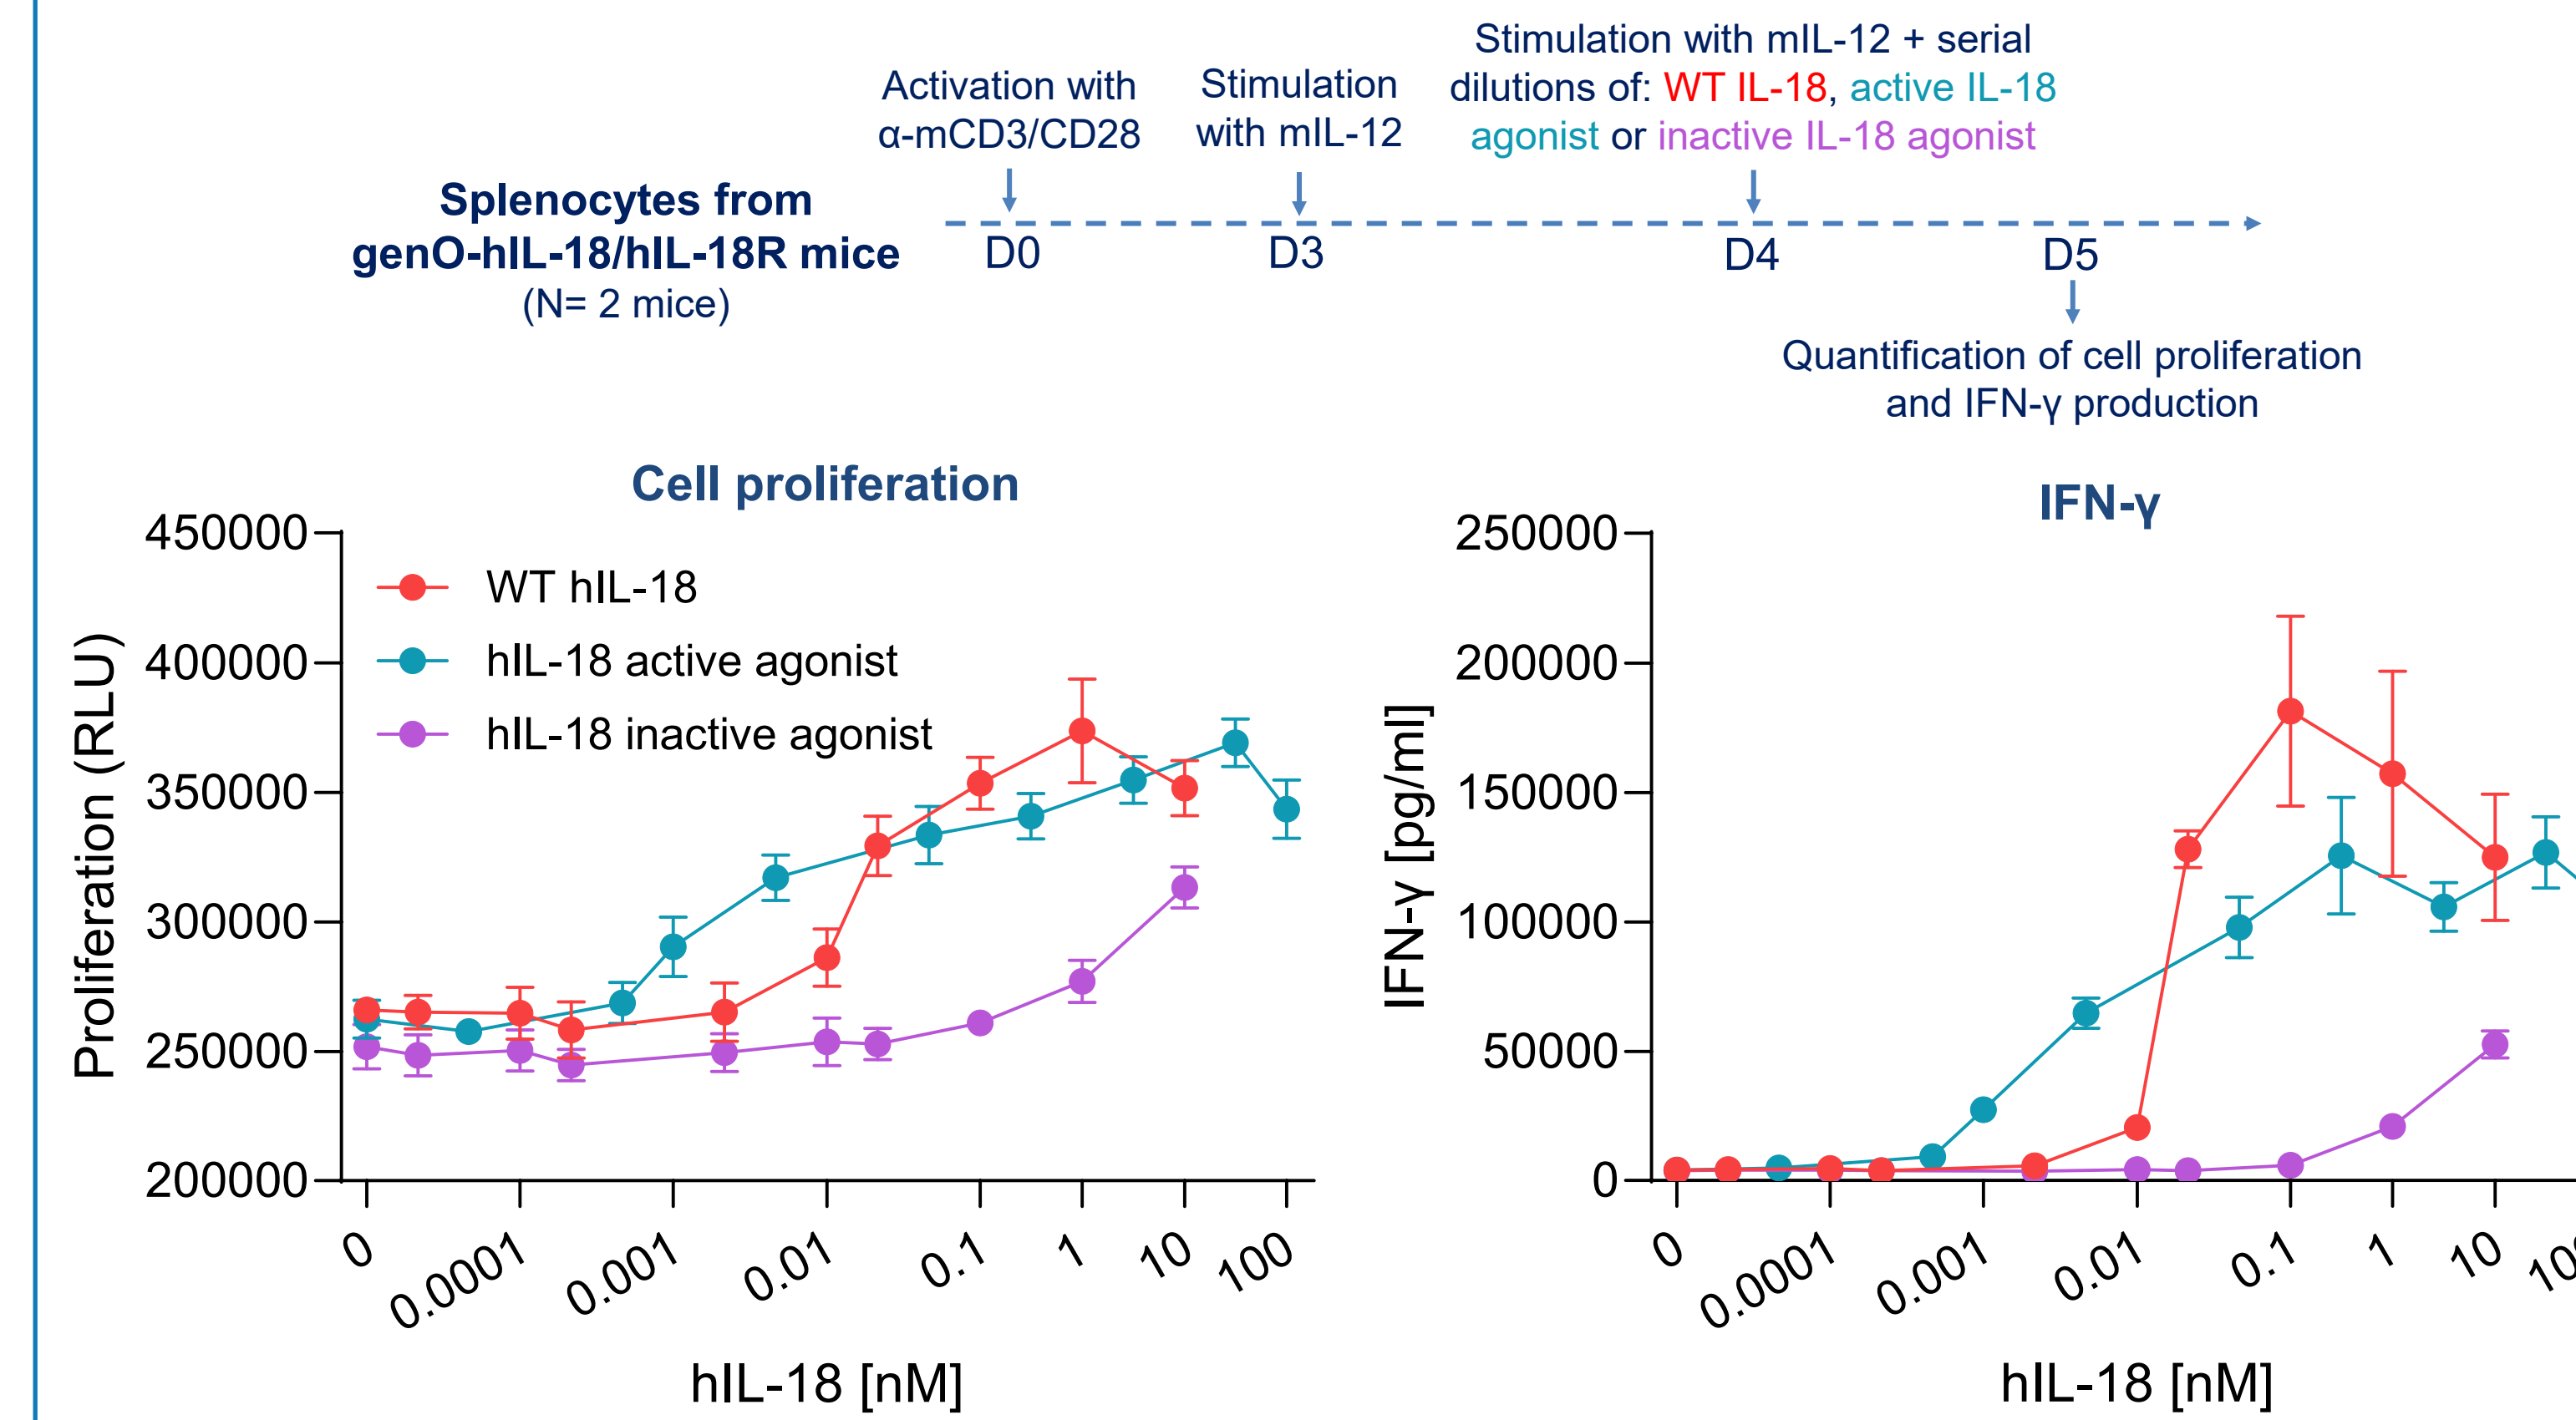 Stimulation with mIL-12 + serial
dilutions of: WT IL-18, active IL-18
agonist or inactive IL-18 agonist
Activation with
α-mCD3/CD28
Stimulation
with mIL-12
Splenocytes from
genO-hIL-18/hIL-18R mice
(N= 2 mice)
D0
D3
D4
D5
Quantification of cell proliferation
and IFN-γ production
Cell proliferation
Proliferation (RLU)
450000
400000
350000
300000
250000
200000
WT hIL-18
hIL-18 active agonist
hIL-18 inactive agonist
0
0.0001
0.001
0.01
0.1
1
10
100
hIL-18 [nM]
IFN-γ
IFN-γ [pg/ml]
250000
200000
150000
100000
50000
0
0
0.0001
0.001
0.01
0.1
1
10
hIL-18 [nM]